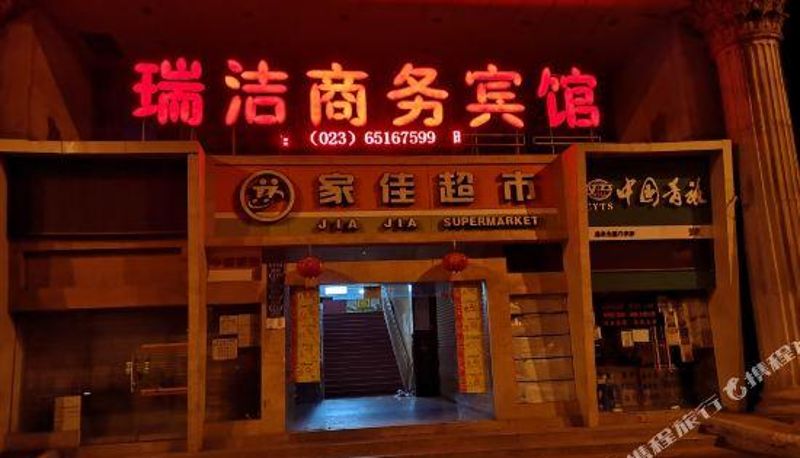 瑞洁商务宾馆
(023) 65167599
家佳超市
JIA JIA SUPERMARKET
中国青旅
CYTS
携程旅行